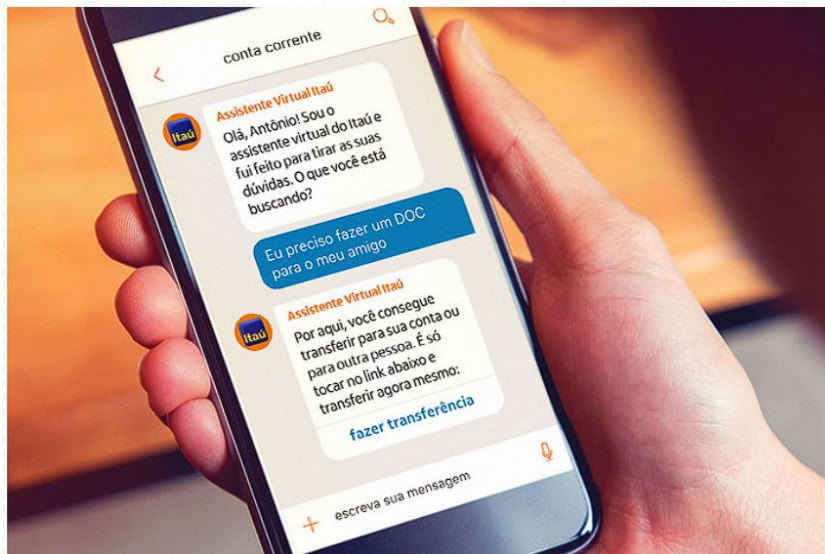 conta corrente
Assistente Virtual Itaú
Itaú
Olá, Antônio! Sou o
assistente virtual do Itaú e
fui feito para tirar as suas
dúvidas. O que você está
buscando?
Eu preciso fazer um DOC
para o meu amigo
Assistente Virtual Itaú
Itaú
Por aqui, você consegue
transferir para sua conta ou
para outra pessoa. É só
tocar no link abaixo e
transferir agora mesmo:
fazer transferência
escreva sua mensagem